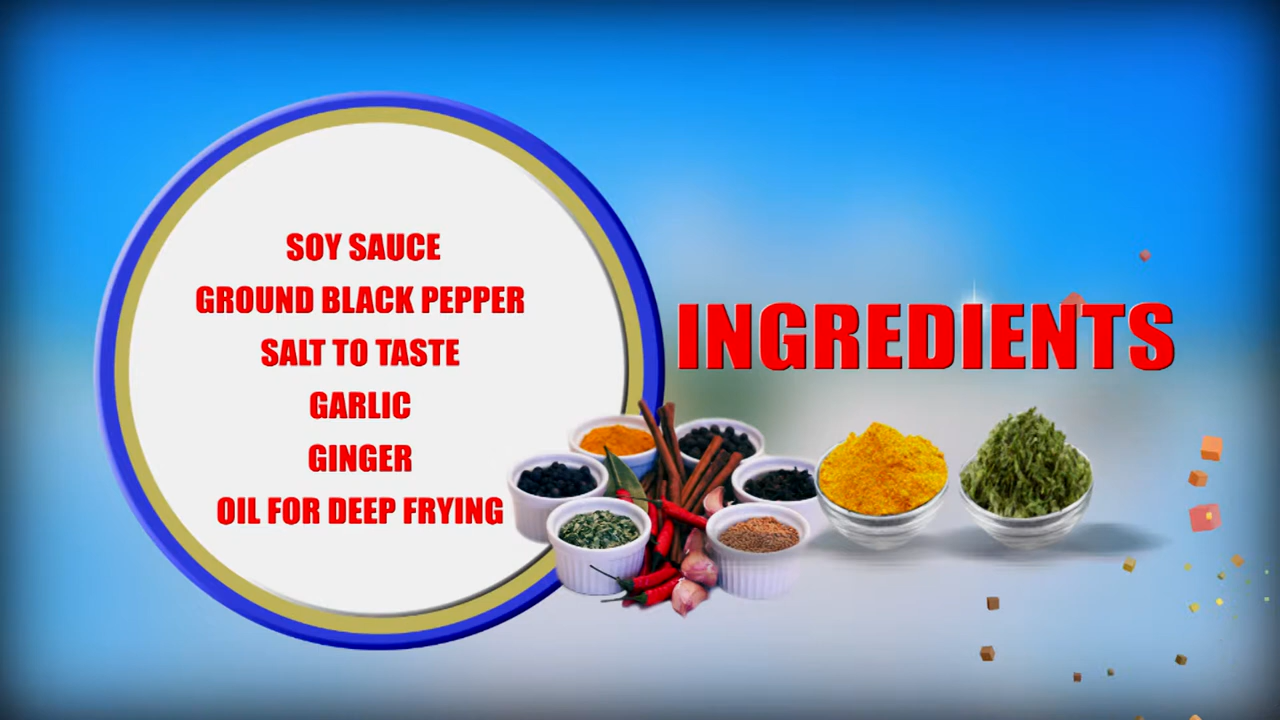 SOY SAUCE
GROUND BLACK PEPPER
SALT TO TASTE
GARLIC
GINGER
OIL FOR DEEP FRYING
INGREDIENTS